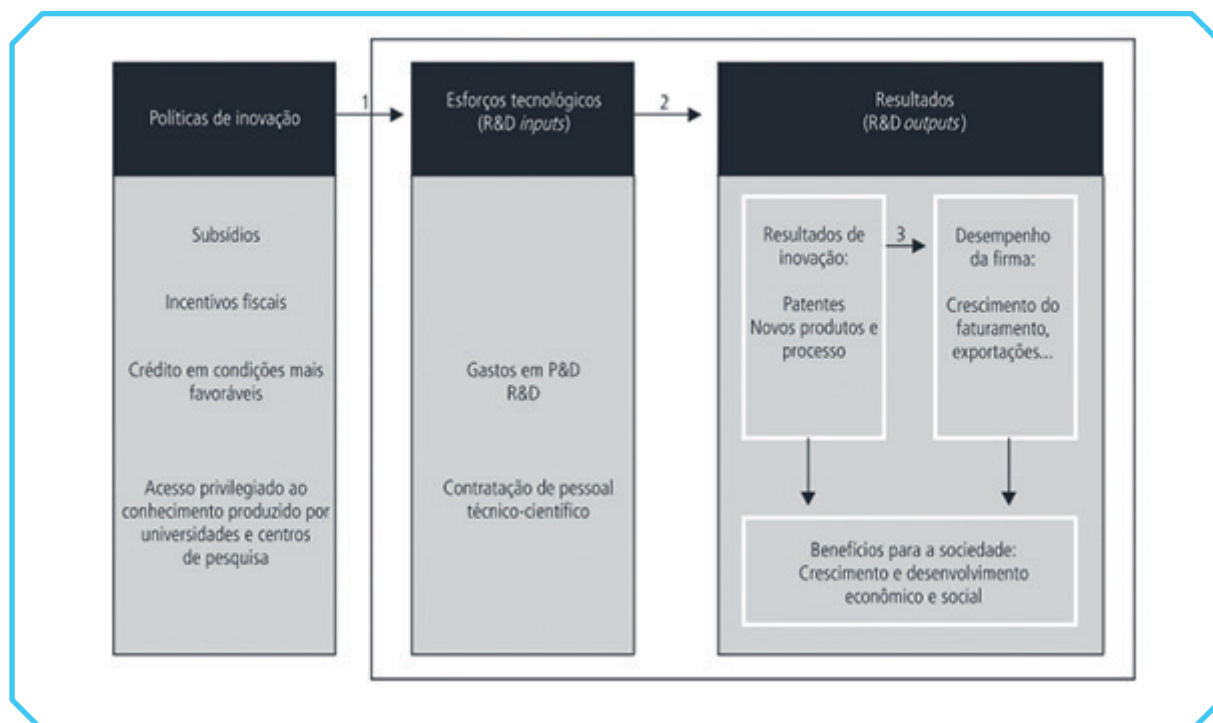 Políticas de inovação
1
Esforços tecnológicos
(R&D inputs)
2
Resultados
(R&D outputs)
Subsídios
Incentivos fiscais
Crédito em condições mais
favoráveis
Acesso privilegiado ao
conhecimento produzido por
universidades e centros
de pesquisa
Gastos em P&D
R&D
Contratação de pessoal
técnico-científico
Resultados de
inovação:
Patentes
Novos produtos e
processo
3
Desempenho
da firma:
Crescimento do
faturamento,
exportações...
Benefícios para a sociedade:
Crescimento e desenvolvimento
econômico e social